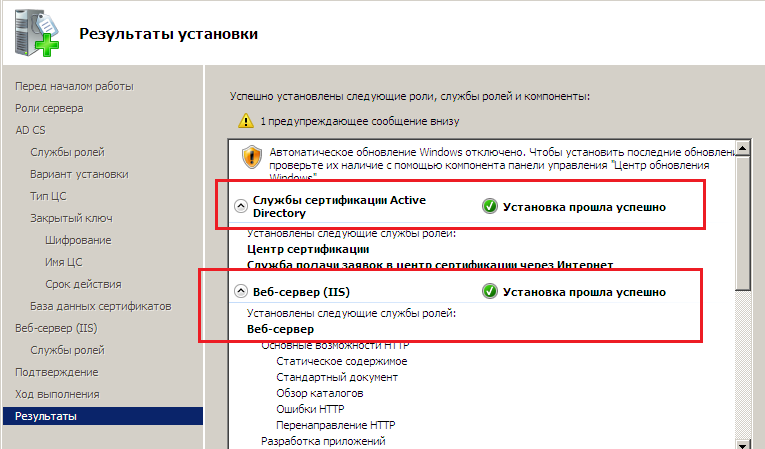 Результаты установки
Перед началом работы
Роли сервера
AD CS
Службы ролей
Вариант установки
Тип ЦС
Закрытый ключ
Шифрование
Имя ЦС
Срок действия
База данных сертификатов
Веб-сервер (IIS)
Службы ролей
Подтверждение
Ход выполнения
Результаты
Успешно установлены следующие роли, службы ролей и компоненты:
1 предупреждающее сообщение внизу
Автоматическое обновление Windows отключено. Чтобы установить последние обновлени
проверьте их наличие с помощью компонента панели управления "Центр обновления
Windows"
Службы сертификации Active
Directory
Установка прошла успешно
Установлены следующие службы ролей:
Центр сертификации
Служба подачи заявок в центр сертификации через Интернет
Веб-сервер (IIS)
Установка прошла успешно
Установлены следующие службы ролей:
Веб-сервер
Основные возможности HTTP
Статическое содержимое
Стандартный документ
Обзор каталогов
Ошибки HTTP
Перенаправление HTTP
Разработка приложений